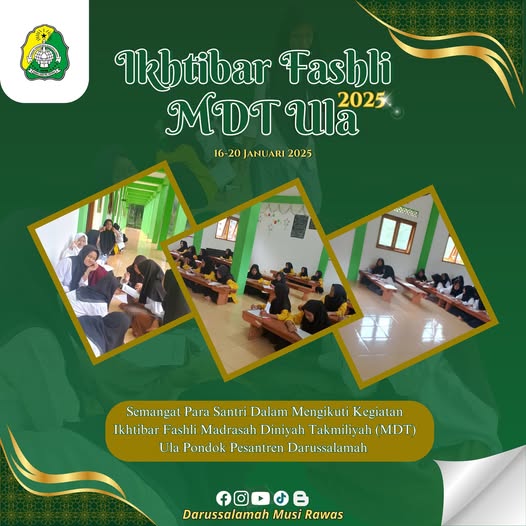 Ikhtibar Fashli
MDT Ula
2025
16-20 Januari 2025
Semangat Para Santri Dalam Mengikuti Kegiatan
Ikhtibar Fashli Madrasah Diniyah Takmiliyah (MDT)
Ula Pondok Pesantren Darussalamah
Darussalamah Musi Rawas